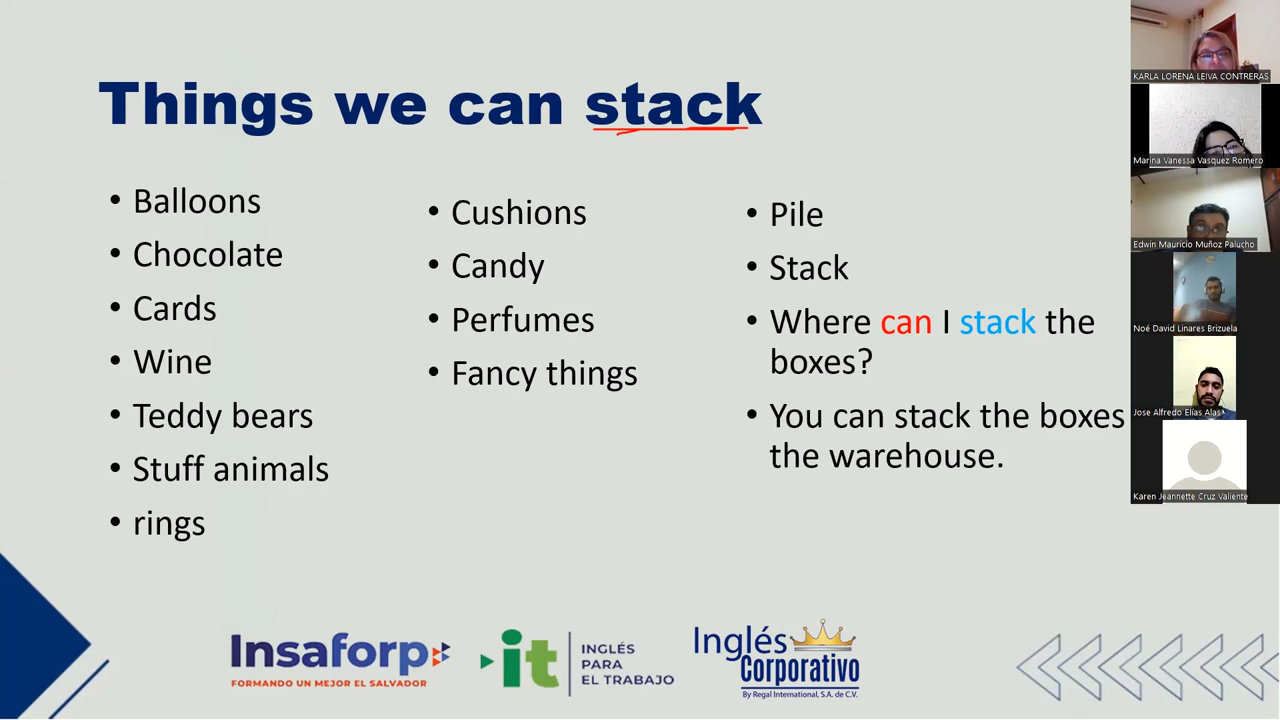 Things we can stack
• Balloons
• Chocolate
• Cards
• Wine
• Teddy bears
• Stuff animals
• rings
• Cushions
• Candy
• Perfumes
• Fancy things
• Pile
• Stack
• Where can I stack the
boxes?
• You can stack the boxes
the warehouse.
KARLA LORENA LEIVA CONTRERAS
Marina Vanessa Vasquez Romero
Edwin Mauricio Muñoz Palucho
Noé David Linares Brizuela
Jose Alfredo Elías Alas
Karen Jeannette Cruz Valiente
Insaforp
FORMANDO UN MEJOR EL SALVADOR
it
INGLÉS
PARA
EL TRABAJO
Inglés
Corporativo
By Regal International, S.A. de C.V.